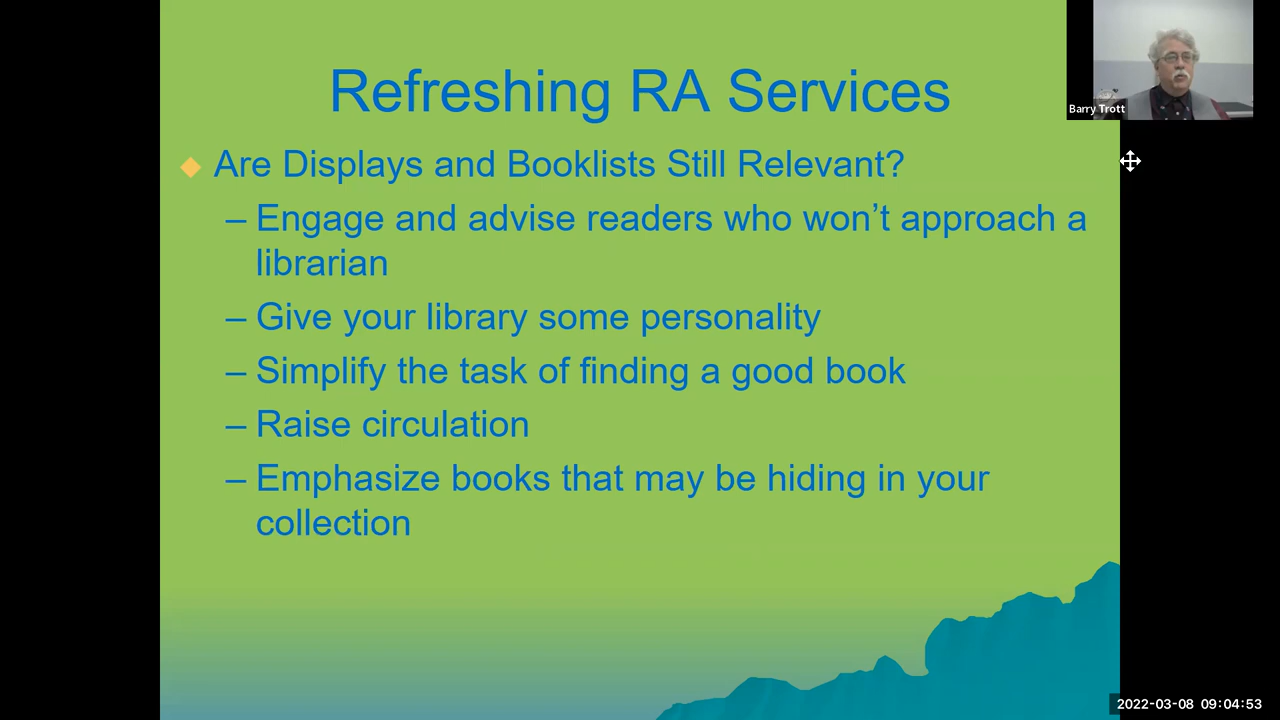 Refreshing RA Services
Barry Trott
Are Displays and Booklists Still Relevant?
– Engage and advise readers who won’t approach a
librarian
– Give your library some personality
– Simplify the task of finding a good book
– Raise circulation
– Emphasize books that may be hiding in your
collection
2022-03-08 09:04:53